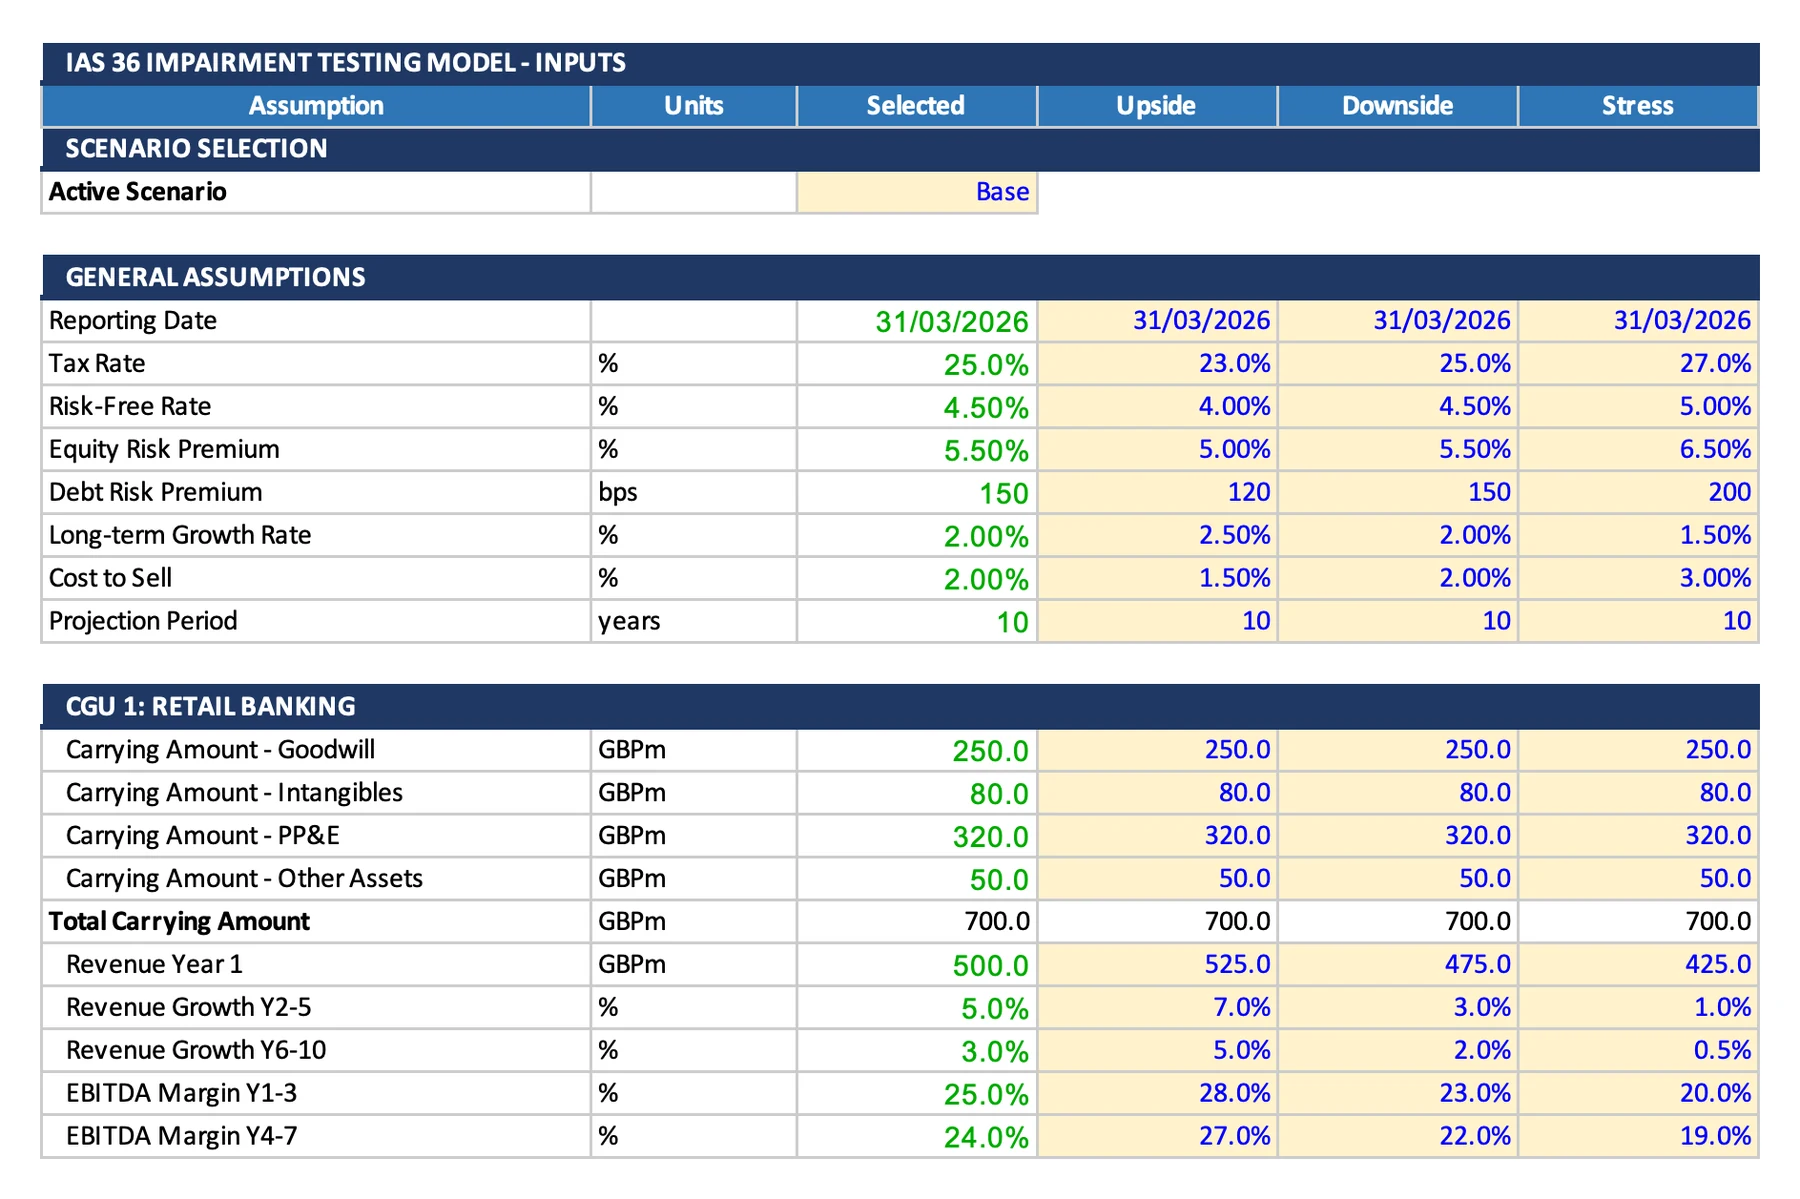 IAS 36 IMPAIRMENT TESTING MODEL - INPUTS
Assumption Units Selected Upside Downside Stress
SCENARIO SELECTION
Active Scenario Base
GENERAL ASSUMPTIONS
Reporting Date 31/03/2026 31/03/2026 31/03/2026 31/03/2026
Tax Rate % 25.0% 23.0% 25.0% 27.0%
Risk-Free Rate % 4.50% 4.00% 4.50% 5.00%
Equity Risk Premium % 5.50% 5.00% 5.50% 6.50%
Debt Risk Premium bps 150 120 150 200
Long-term Growth Rate % 2.00% 2.50% 2.00% 1.50%
Cost to Sell % 2.00% 1.50% 2.00% 3.00%
Projection Period years 10 10 10 10
CGU 1: RETAIL BANKING
Carrying Amount - Goodwill GBPm 250.0 250.0 250.0 250.0
Carrying Amount - Intangibles GBPm 80.0 80.0 80.0 80.0
Carrying Amount - PP&E GBPm 320.0 320.0 320.0 320.0
Carrying Amount - Other Assets GBPm 50.0 50.0 50.0 50.0
Total Carrying Amount GBPm 700.0 700.0 700.0 700.0
Revenue Year 1 GBPm 500.0 525.0 475.0 425.0
Revenue Growth Y2-5 % 5.0% 7.0% 3.0% 1.0%
Revenue Growth Y6-10 % 3.0% 5.0% 2.0% 0.5%
EBITDA Margin Y1-3 % 25.0% 28.0% 23.0% 20.0%
EBITDA Margin Y4-7 % 24.0% 27.0% 22.0% 19.0%